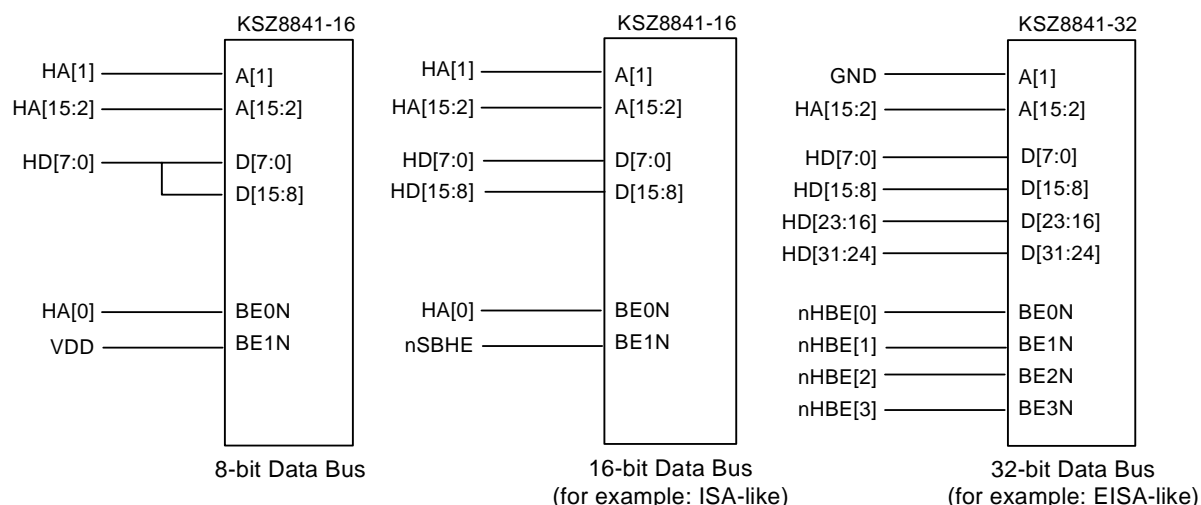 KSZ8841-16
HA[1]
A[1]
HA[15:2]
A[15:2]
HD[7:0]
D[7:0]
D[15:8]
HA[0]
BE0N
VDD
BE1N
8-bit Data Bus
KSZ8841-16
HA[1]
A[1]
HA[15:2]
A[15:2]
HD[7:0]
D[7:0]
HD[15:8]
D[15:8]
HA[0]
BE0N
nSBHE
BE1N
16-bit Data Bus
(for example: ISA-like)
KSZ8841-32
GND
A[1]
HA[15:2]
A[15:2]
HD[7:0]
D[7:0]
HD[15:8]
D[15:8]
HD[23:16]
D[23:16]
HD[31:24]
D[31:24]
nHBE[0]
BE0N
nHBE[1]
BE1N
nHBE[2]
BE2N
nHBE[3]
BE3N
32-bit Data Bus
(for example: EISA-like)